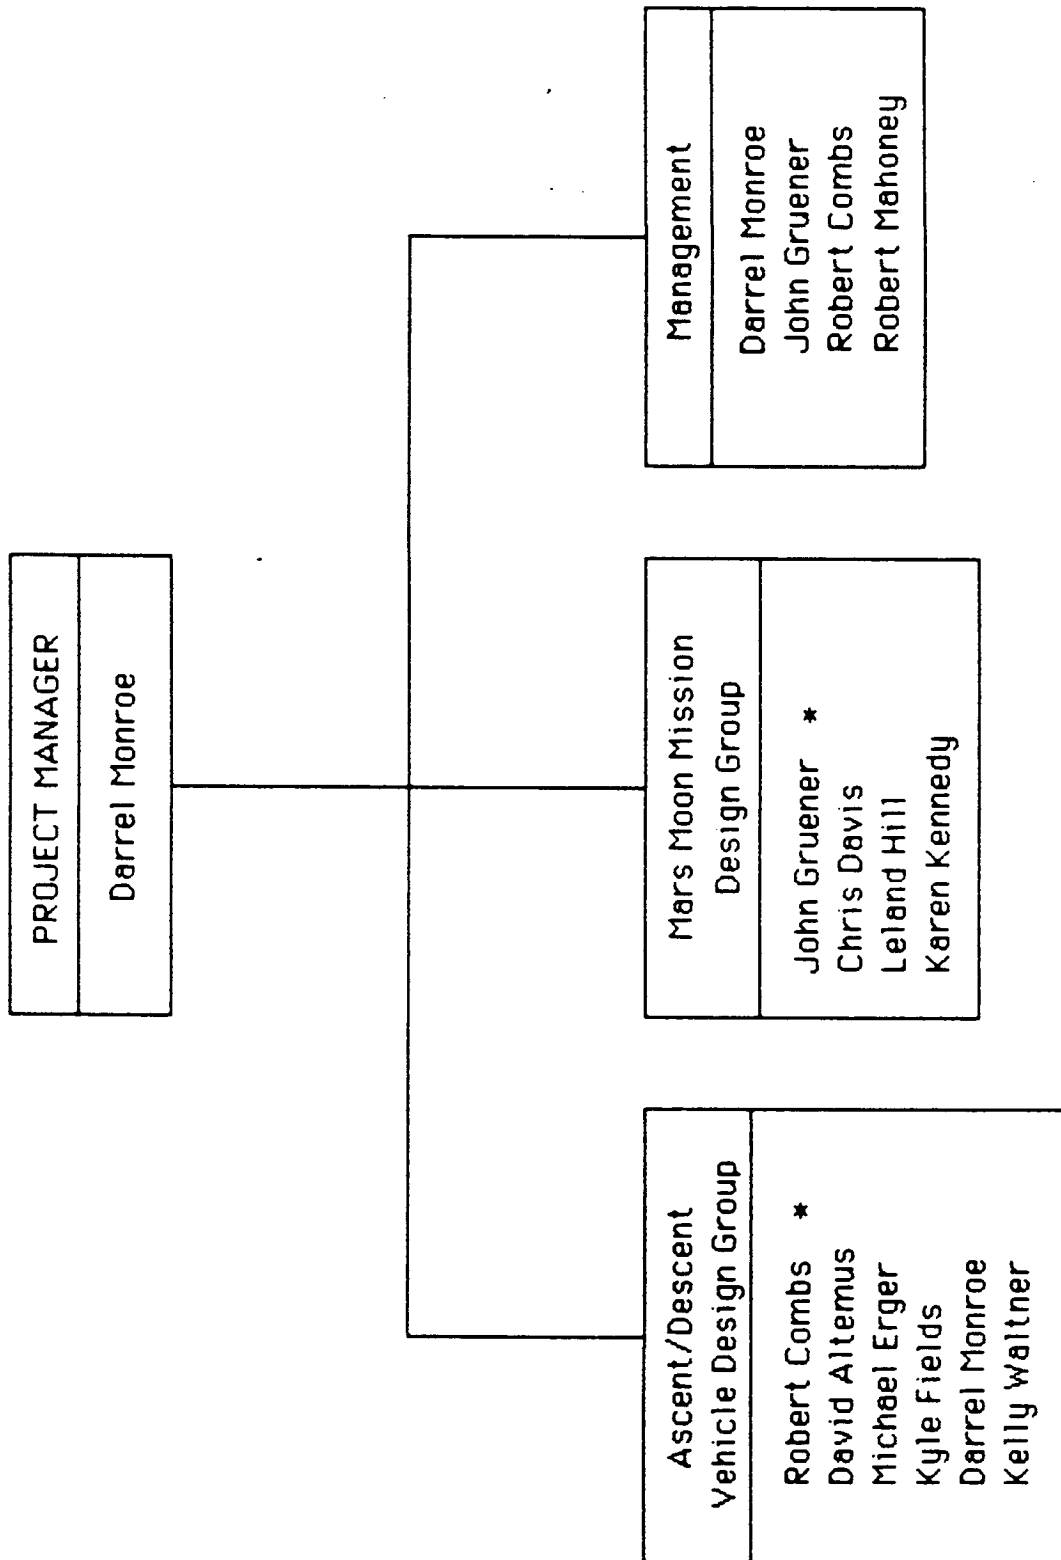 PROJECT MANAGER
Darrel Monroe
Ascent/Descent
Vehicle Design Group
Robert Combs *
David Altemus
Michael Erger
Kyle Fields
Darrel Monroe
Kelly Waltner
Mars Moon Mission
Design Group
John Gruener *
Chris Davis
Leland Hill
Karen Kennedy
Management
Darrel Monroe
John Gruener
Robert Combs
Robert Mahoney